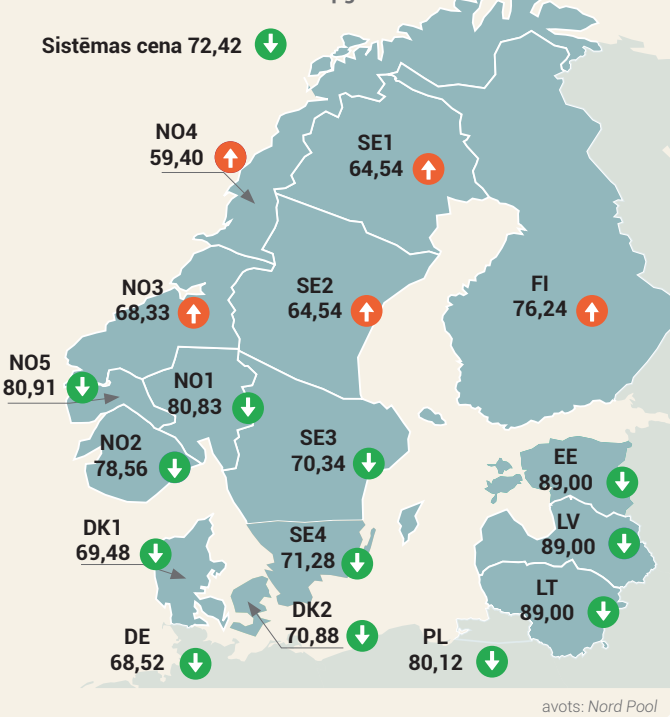 Sistēmas cena 72,42
NO4
59,40
SE1
64,54
NO3
68,33
SE2
64,54
FI
76,24
NO5
80,91
NO1
80,83
NO2
78,56
SE3
70,34
EE
89,00
DK1
69,48
SE4
71,28
LV
89,00
LT
89,00
DK2
70,88
DE
68,52
PL
80,12
avots: Nord Pool